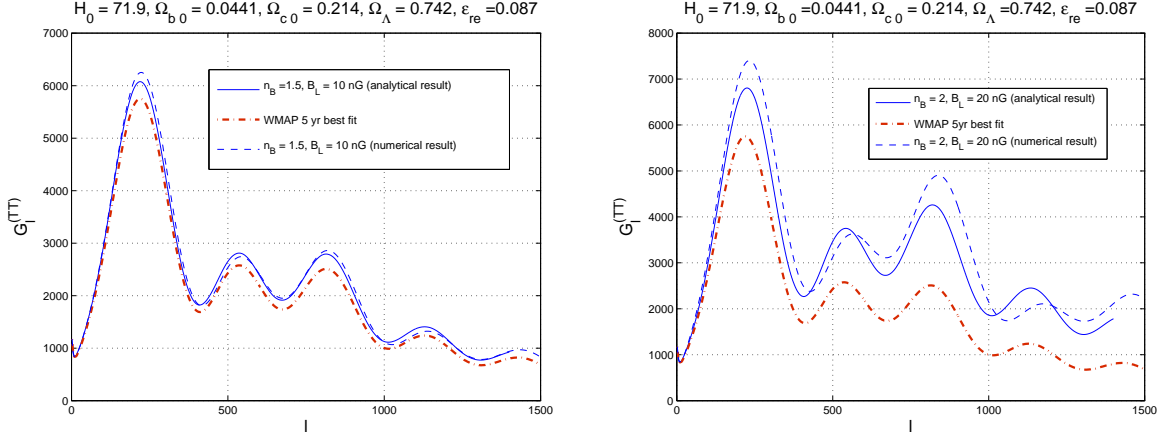 H_0 = 71.9, Ω_b 0 = 0.0441, Ω_c 0 = 0.214, Ω_Λ = 0.742, ε_re = 0.087
7000
6000
5000
4000
3000
2000
1000
0
G_l^(TT)
n_B =1.5, B_L = 10 nG (analytical result)
WMAP 5 yr best fit
n_B = 1.5, B_L = 10 nG (numerical result)
0 500 1000 1500
l
H_0 = 71.9, Ω_b 0 =0.0441, Ω_c 0 = 0.214, Ω_Λ =0.742, ε_re =0.087
8000
7000
6000
5000
4000
3000
2000
1000
0
G_l^(TT)
n_B = 2, B_L = 20 nG (analytical result)
WMAP 5yr best fit
n_B = 2, B_L = 20 nG (numerical result)
0 500 1000 1500
l